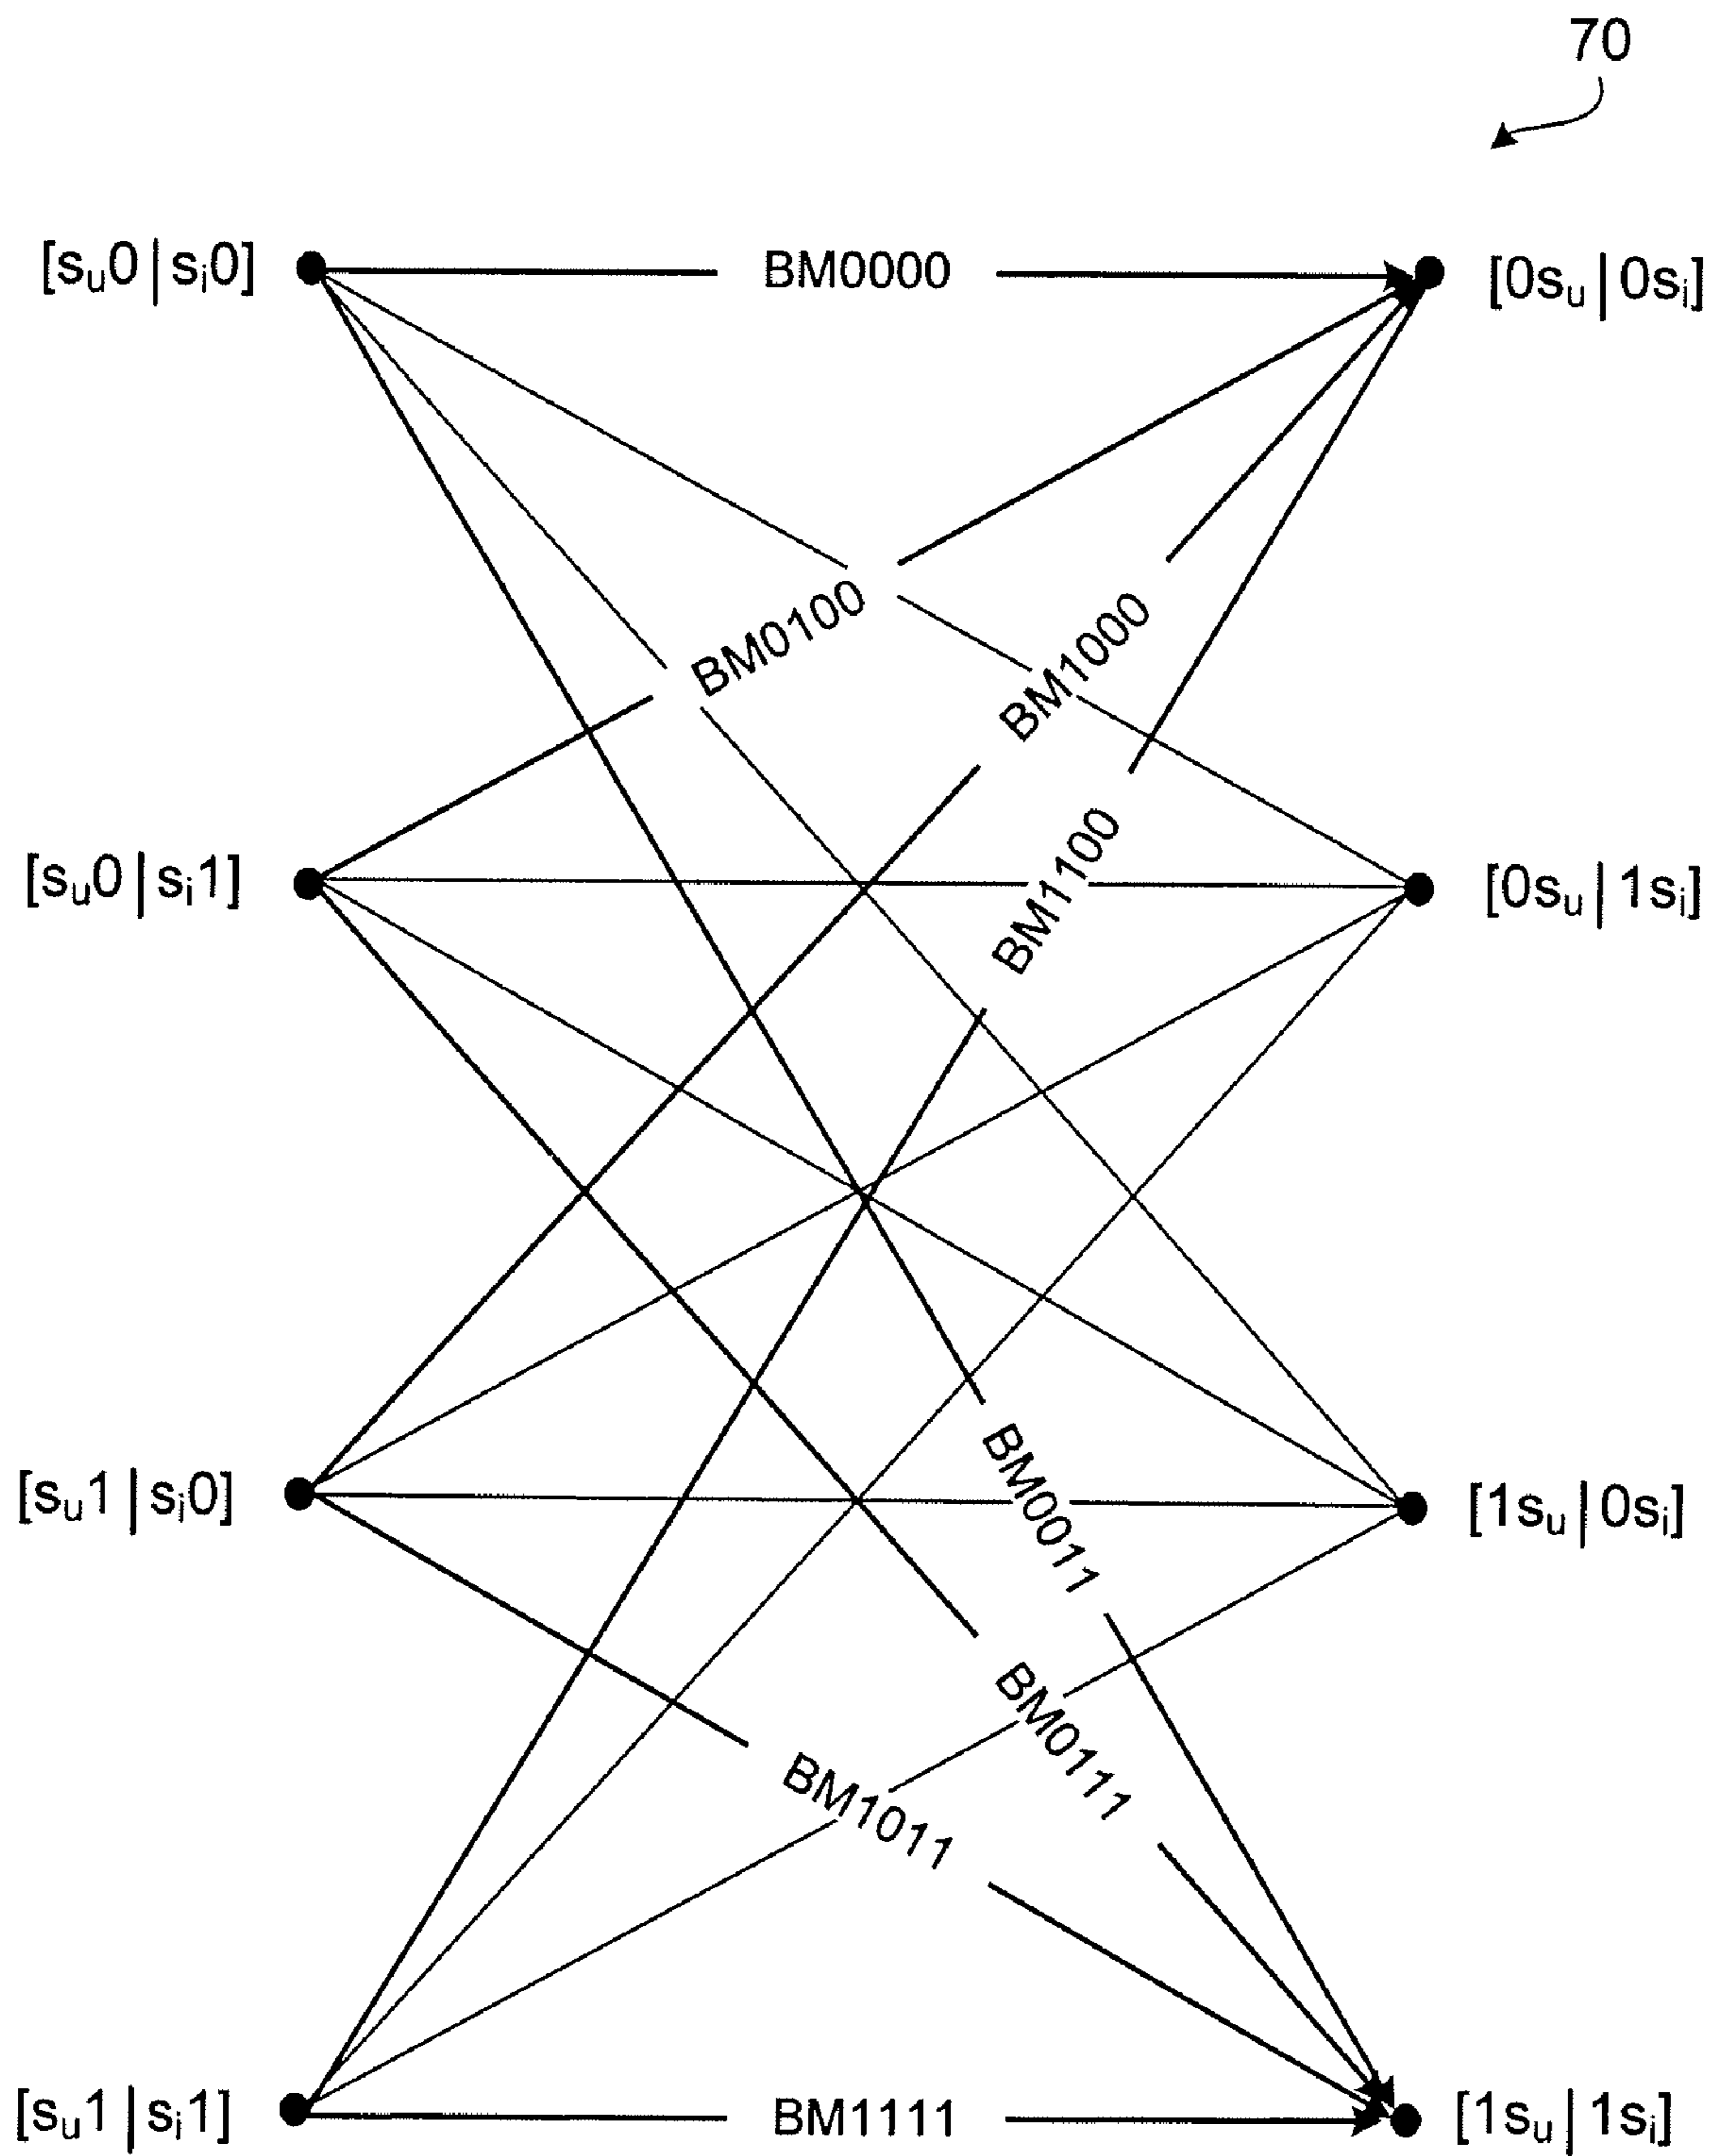 70
[su0|si0]
BM0000
[0su|0si]
BM0100
BM1000
BM1100
[su0|si1]
[0su|1si]
[su1|si0]
BM0011
[1su|0si]
BM0111
BM1011
[su1|si1]
BM1111
[1su|1si]